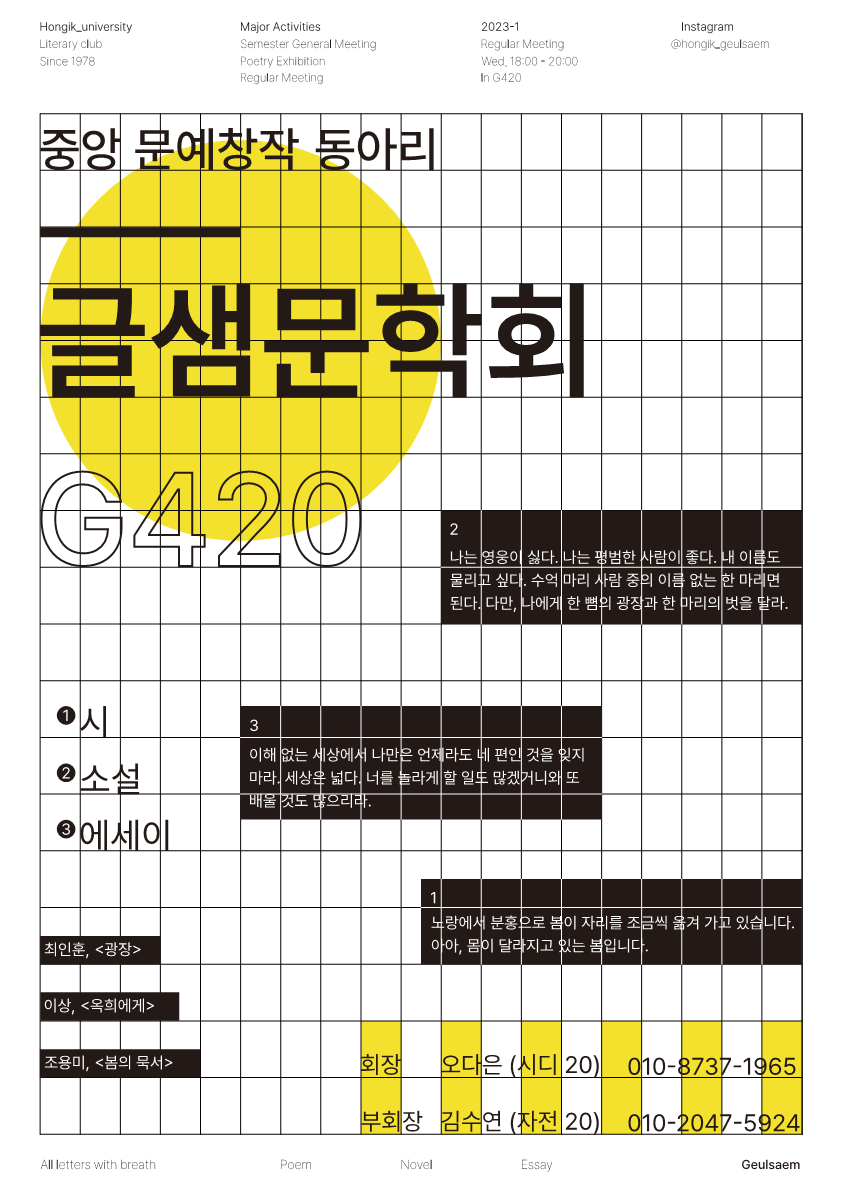 Hongik_university
Literary club
Since 1978
Major Activities
Semester General Meeting
Poetry Exhibition
Regular Meeting
2023-1
Regular Meeting
Wed, 18:00 - 20:00
In G420
Instagram
@hongik_geulsaem
중앙 문예창작 동아리
글샘문학회
G420
2
나는 영웅이 싫다. 나는 평범한 사람이 좋다. 내 이름도
물리고 싶다. 수억 마리 사람 중의 이름 없는 한 마리면
된다. 다만, 나에게 한 뼘의 광장과 한 마리의 벗을 달라.
❶시
❷소설
❸에세이
3
이해 없는 세상에서 나만은 언제라도 네 편인 것을 잊지
마라. 세상은 넓다. 너를 놀라게 할 일도 많겠거니와 또
배울 것도 많으리라.
1
노랑에서 분홍으로 봄이 자리를 조금씩 옮겨 가고 있습니다.
아아, 몸이 달라지고 있는 봄입니다.
최인훈, <광장>
이상, <옥희에게>
조용미, <봄의 묵서>
회장 오다은 (시디 20) 010-8737-1965
부회장 김수연 (자전 20) 010-2047-5924
All letters with breath
Poem
Novel
Essay
Geulsaem